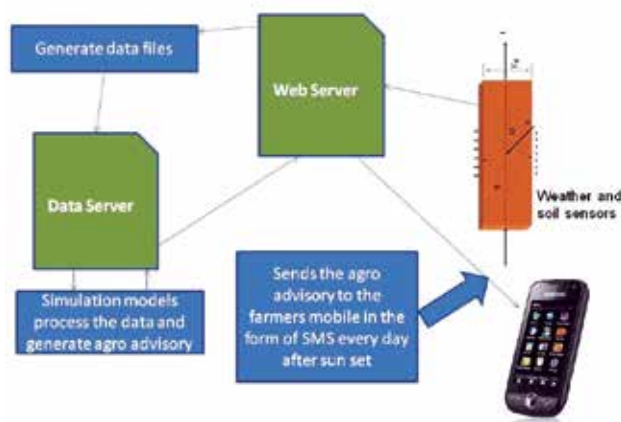 Generate data files
Web Server
Data Server
Weather and
soil sensors
Simulation models
process the data and
generate agro advisory
Sends the agro
advisory to the
farmers mobile in the
form of SMS every day
after sun set